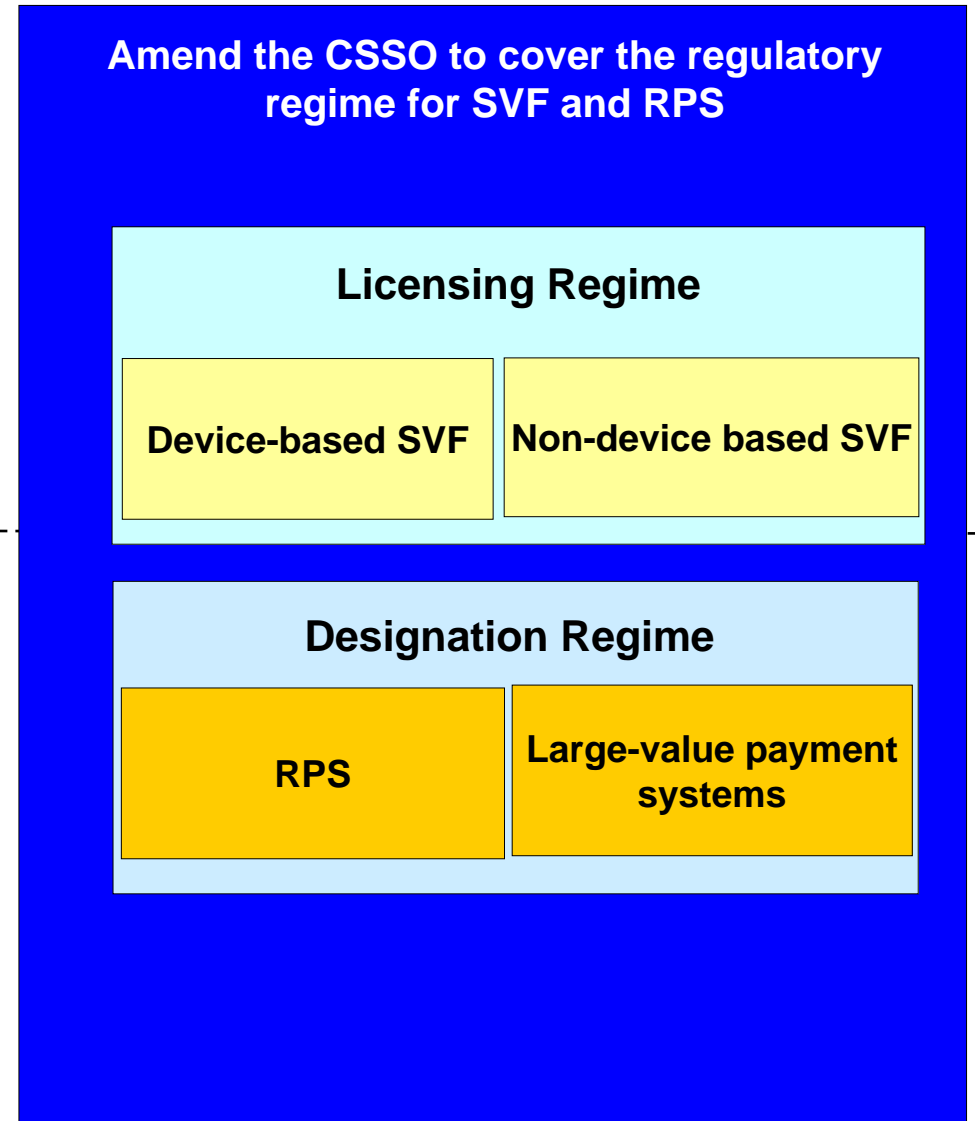 Amend the CSSO to cover the regulatory
regime for SVF and RPS
Licensing Regime
Device-based SVF
Non-device based SVF
Designation Regime
RPS
Large-value payment
systems